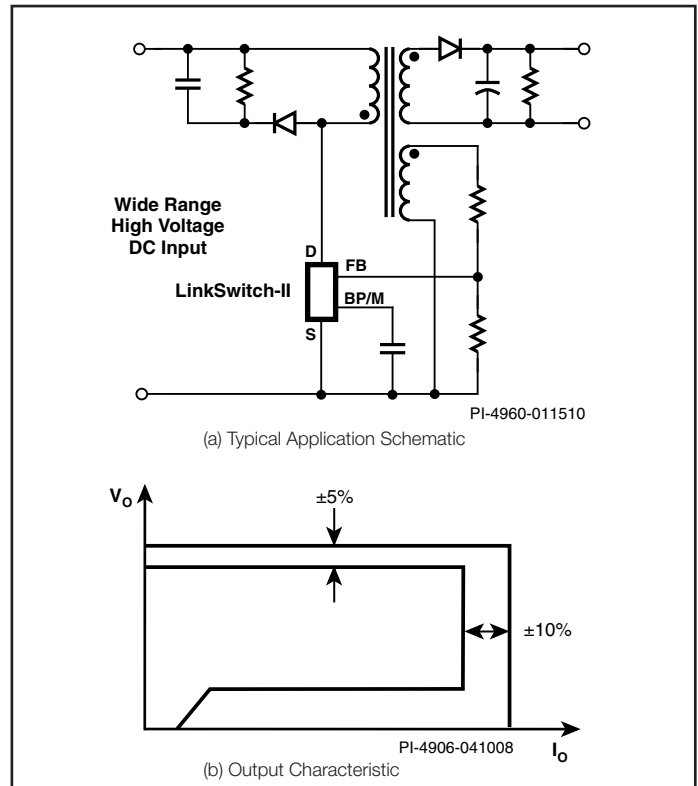 Wide Range
High Voltage
DC Input
LinkSwitch-II
D
FB
BP/M
S
PI-4960-011510
(a) Typical Application Schematic
VO
±5%
±10%
PI-4906-041008
IO
(b) Output Characteristic